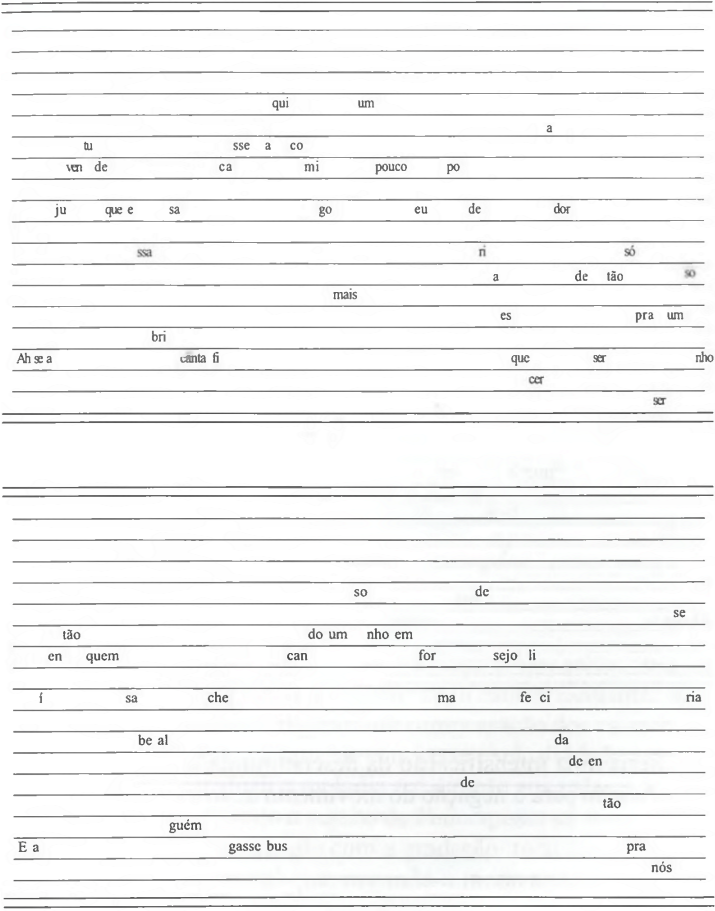 qui um
a
tu sse a co
ven de ca mi pouco po
ju que e sa go eu de dor
ssa ri só
a de tão so
mais
es pra um
bri
Ah se a canta fi que ser nho
cer
ser
so de
se
tão do um nho em
en quem can for sejo li
í sa che ma fe ci ria
be al da
de en
de
tão
guém
E a gasse bus pra
nós